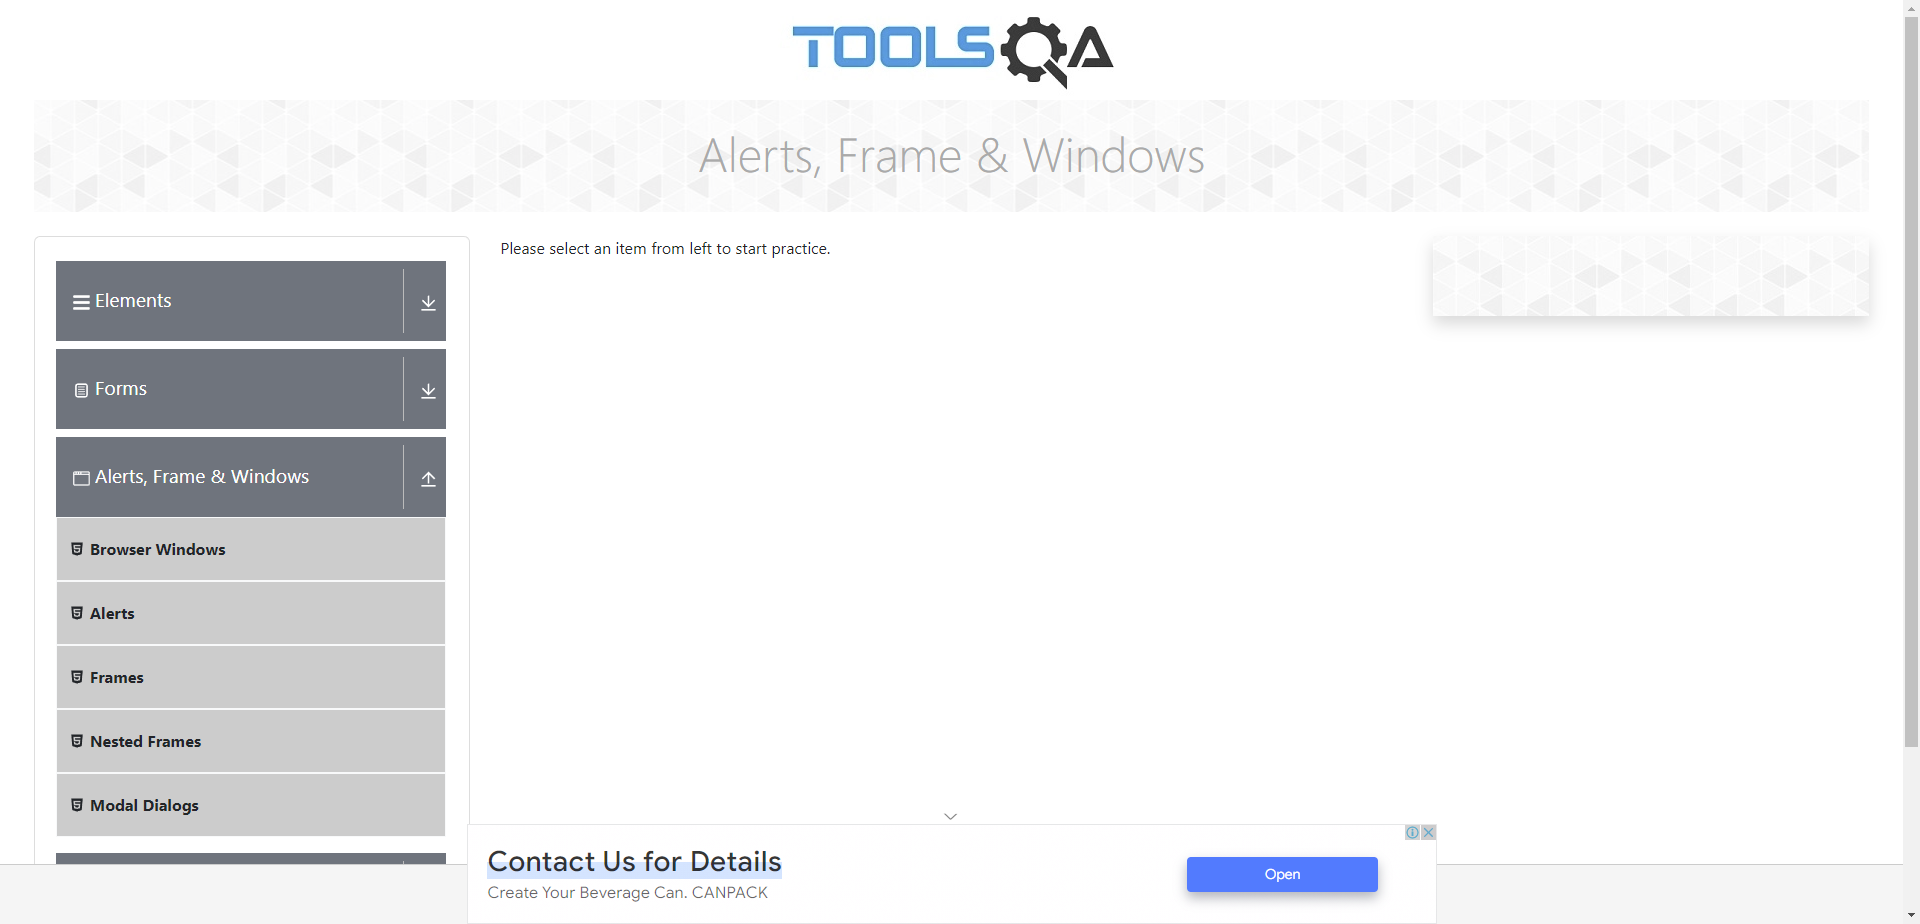 TOOLSQA
Alerts, Frame & Windows
Please select an item from left to start practice.
Elements
Forms
Alerts, Frame & Windows
Browser Windows
Alerts
Frames
Nested Frames
Modal Dialogs
Contact Us for Details
Create Your Beverage Can. CANPACK
Open